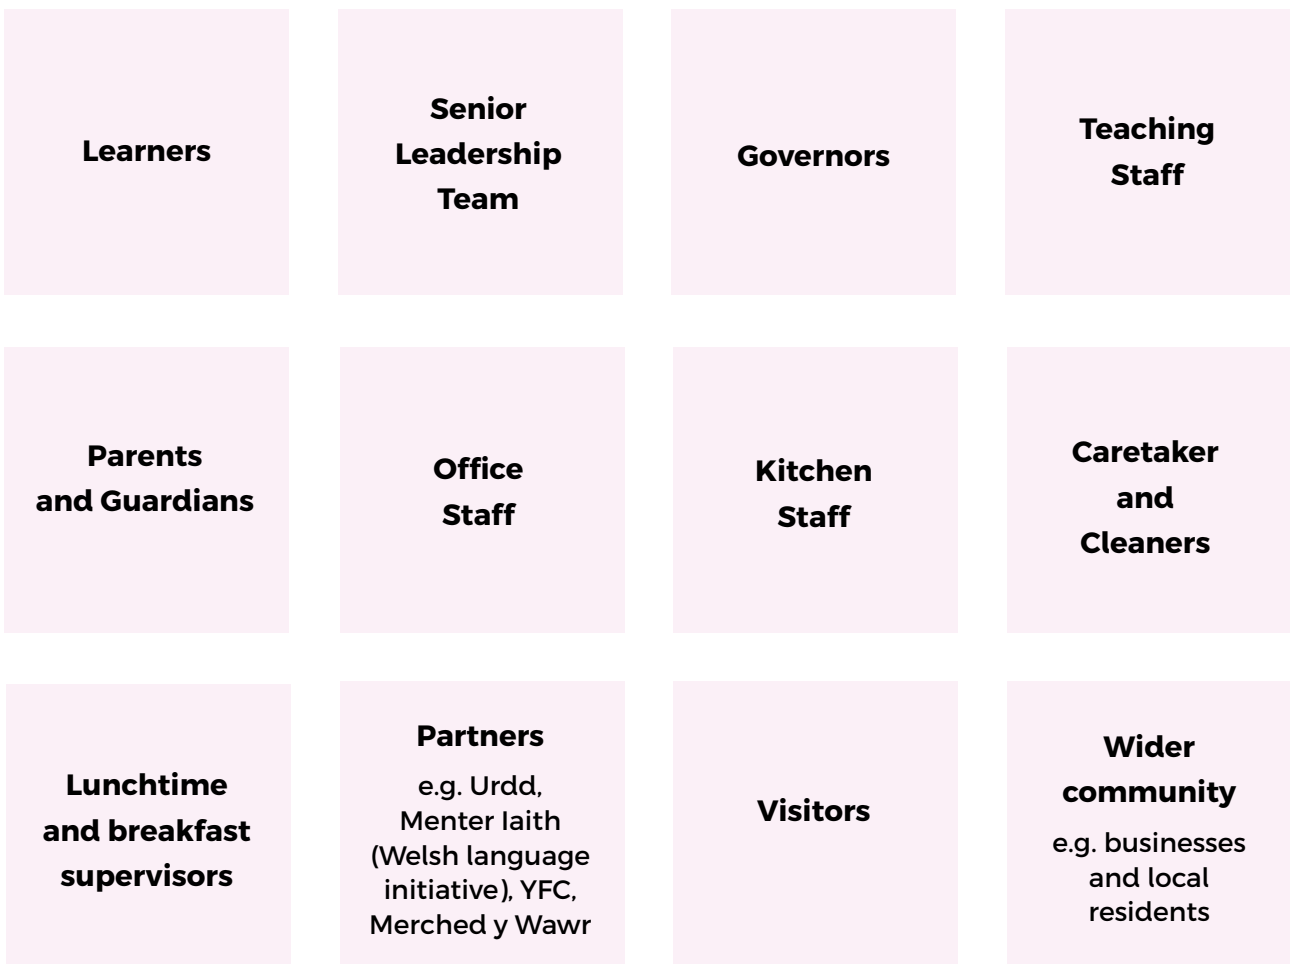 Learners
Senior
Leadership
Team
Governors
Teaching
Staff
Parents
and Guardians
Office
Staff
Kitchen
Staff
Caretaker
and
Cleaners
Lunchtime
and breakfast
supervisors
Partners
e.g. Urdd,
Menter Iaith
(Welsh language
initiative), YFC,
Merched y Wawr
Visitors
Wider
community
e.g. businesses
and local
residents